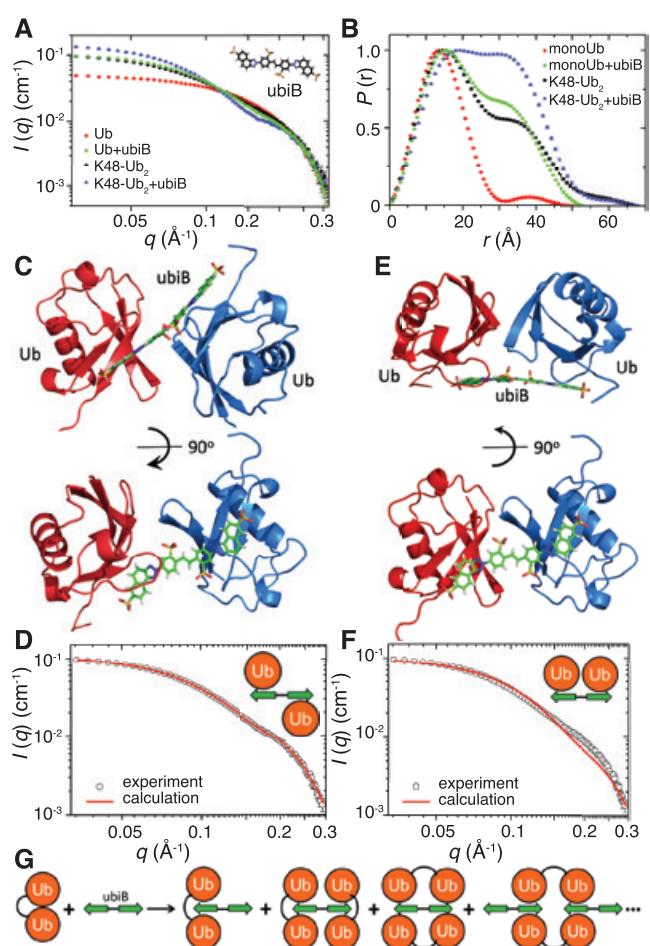 A
I (q) (cm⁻¹)
10⁻¹
10⁻²
10⁻³
ubiB
Ub
Ub+ubiB
K48-Ub₂
K48-Ub₂+ubiB
0.05
0.1
0.2
0.3
q (Å⁻¹)
B
P (r)
1.0
0.5
0
monoUb
monoUb+ubiB
K48-Ub₂
K48-Ub₂+ubiB
0
20
40
60
r (Å)
C
ubiB
Ub
Ub
90º
E
Ub
Ub
ubiB
90º
D
I (q) (cm⁻¹)
10⁻¹
10⁻²
10⁻³
Ub
Ub
experiment
calculation
0.05
0.1
0.2
0.3
q (Å⁻¹)
F
I (q) (cm⁻¹)
10⁻¹
10⁻²
10⁻³
Ub Ub
experiment
calculation
0.05
0.1
0.2
0.3
q (Å⁻¹)
G
Ub Ub Ub Ub Ub Ub Ub Ub
ubiB
+ + + + ...
Ub Ub Ub Ub Ub Ub Ub Ub